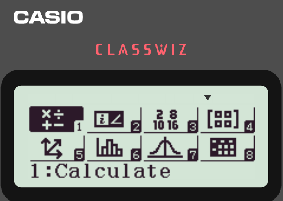 CASIO
CLASSWIZ
×÷ +− 1
i∠ 2
2 8 10 16 3
4
5
6
7
8
1:Calculate